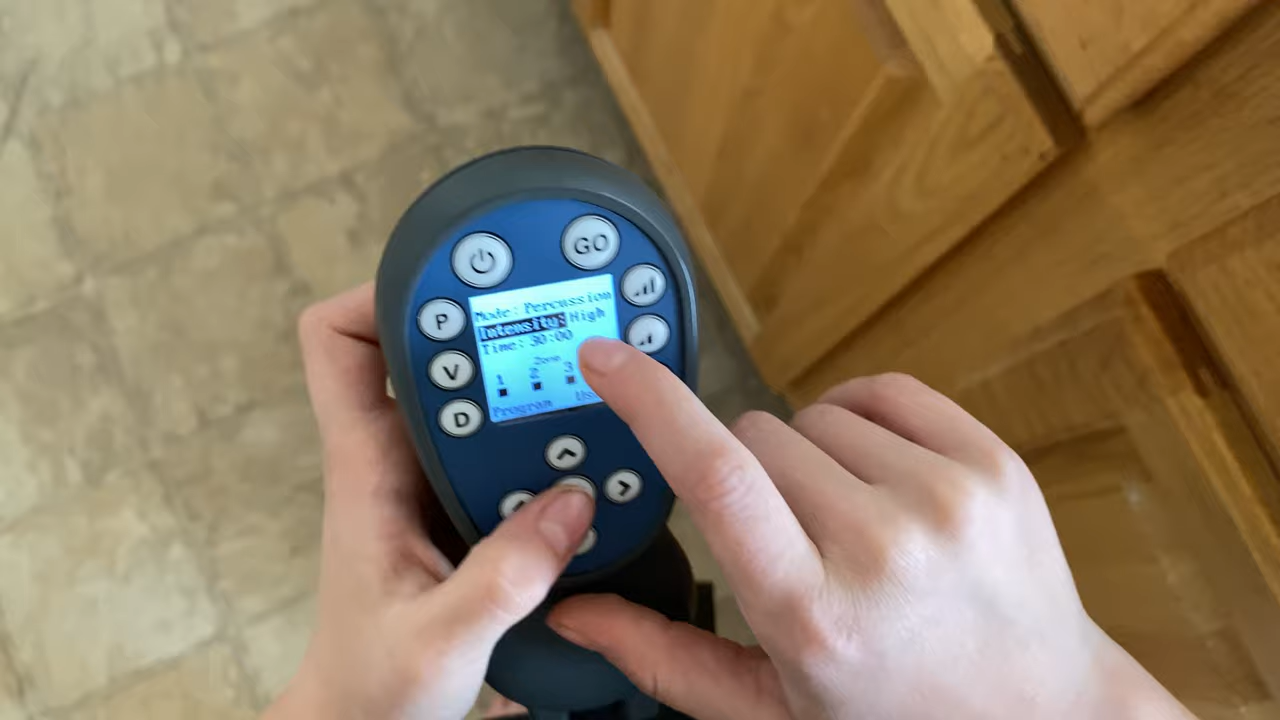 GO
P
V
D
Mode: Percussion
Intensity: High
Time: 30:00
Zone
1 2 3
Program